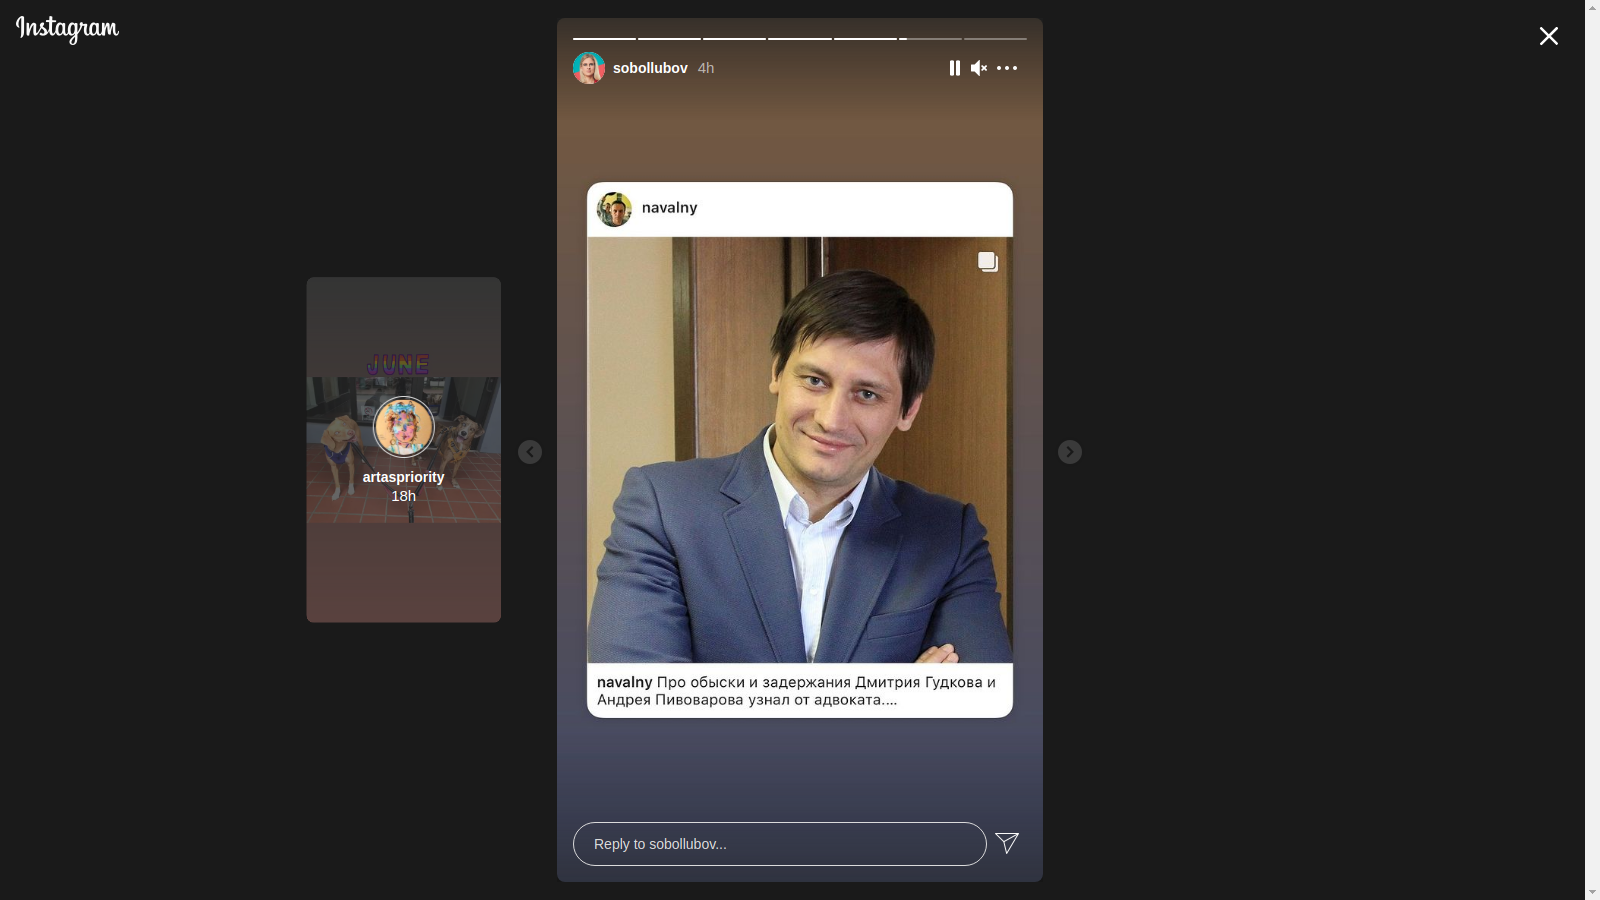 Instagram
sobollubov 4h
navalny
JUNE
artaspriority
18h
navalny Про обыски и задержания Дмитрия Гудкова и
Андрея Пивоварова узнал от адвоката....
Reply to sobollubov...